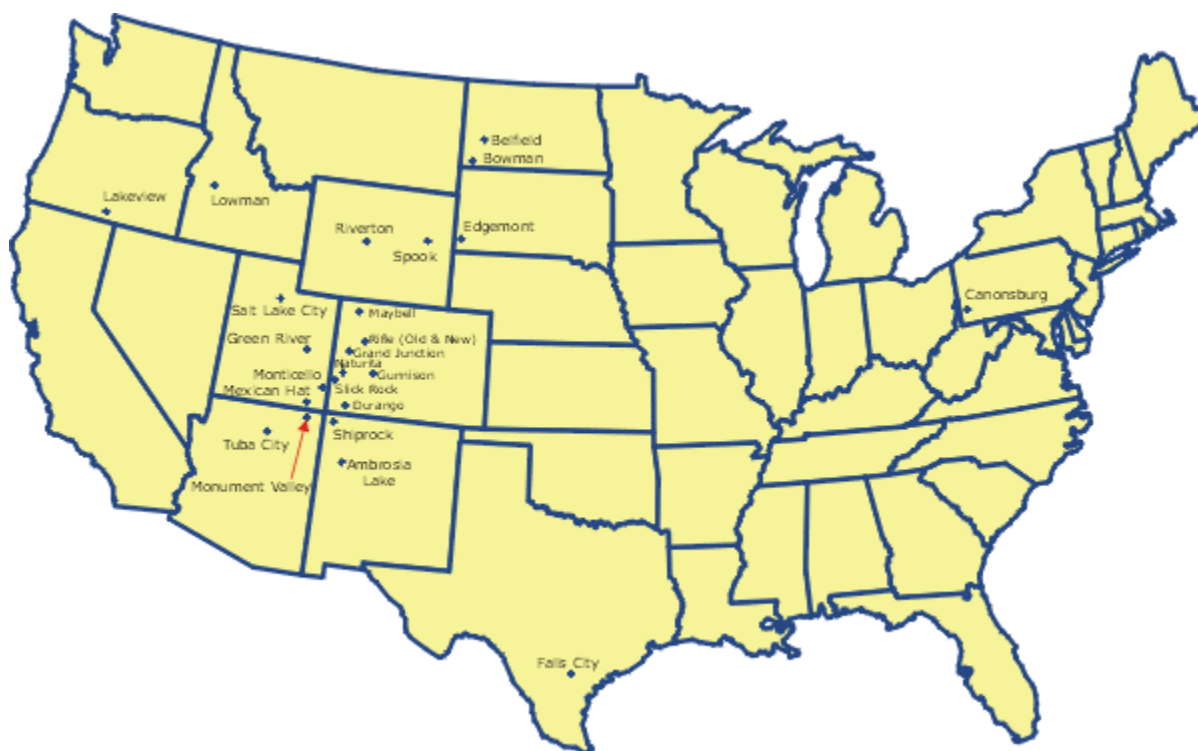 Belfield
Bowman
Lakeview
Lowman
Riverton
Edgemont
Spook
Canonsburg
Salt Lake City
Maybell
Green River
Rifle (Old & New)
Grand Junction
Naturita
Monticello
Gunnison
Mexican Hat
Slick Rock
Durango
Tuba City
Shiprock
Ambrosia
Lake
Monument Valley
Falls City